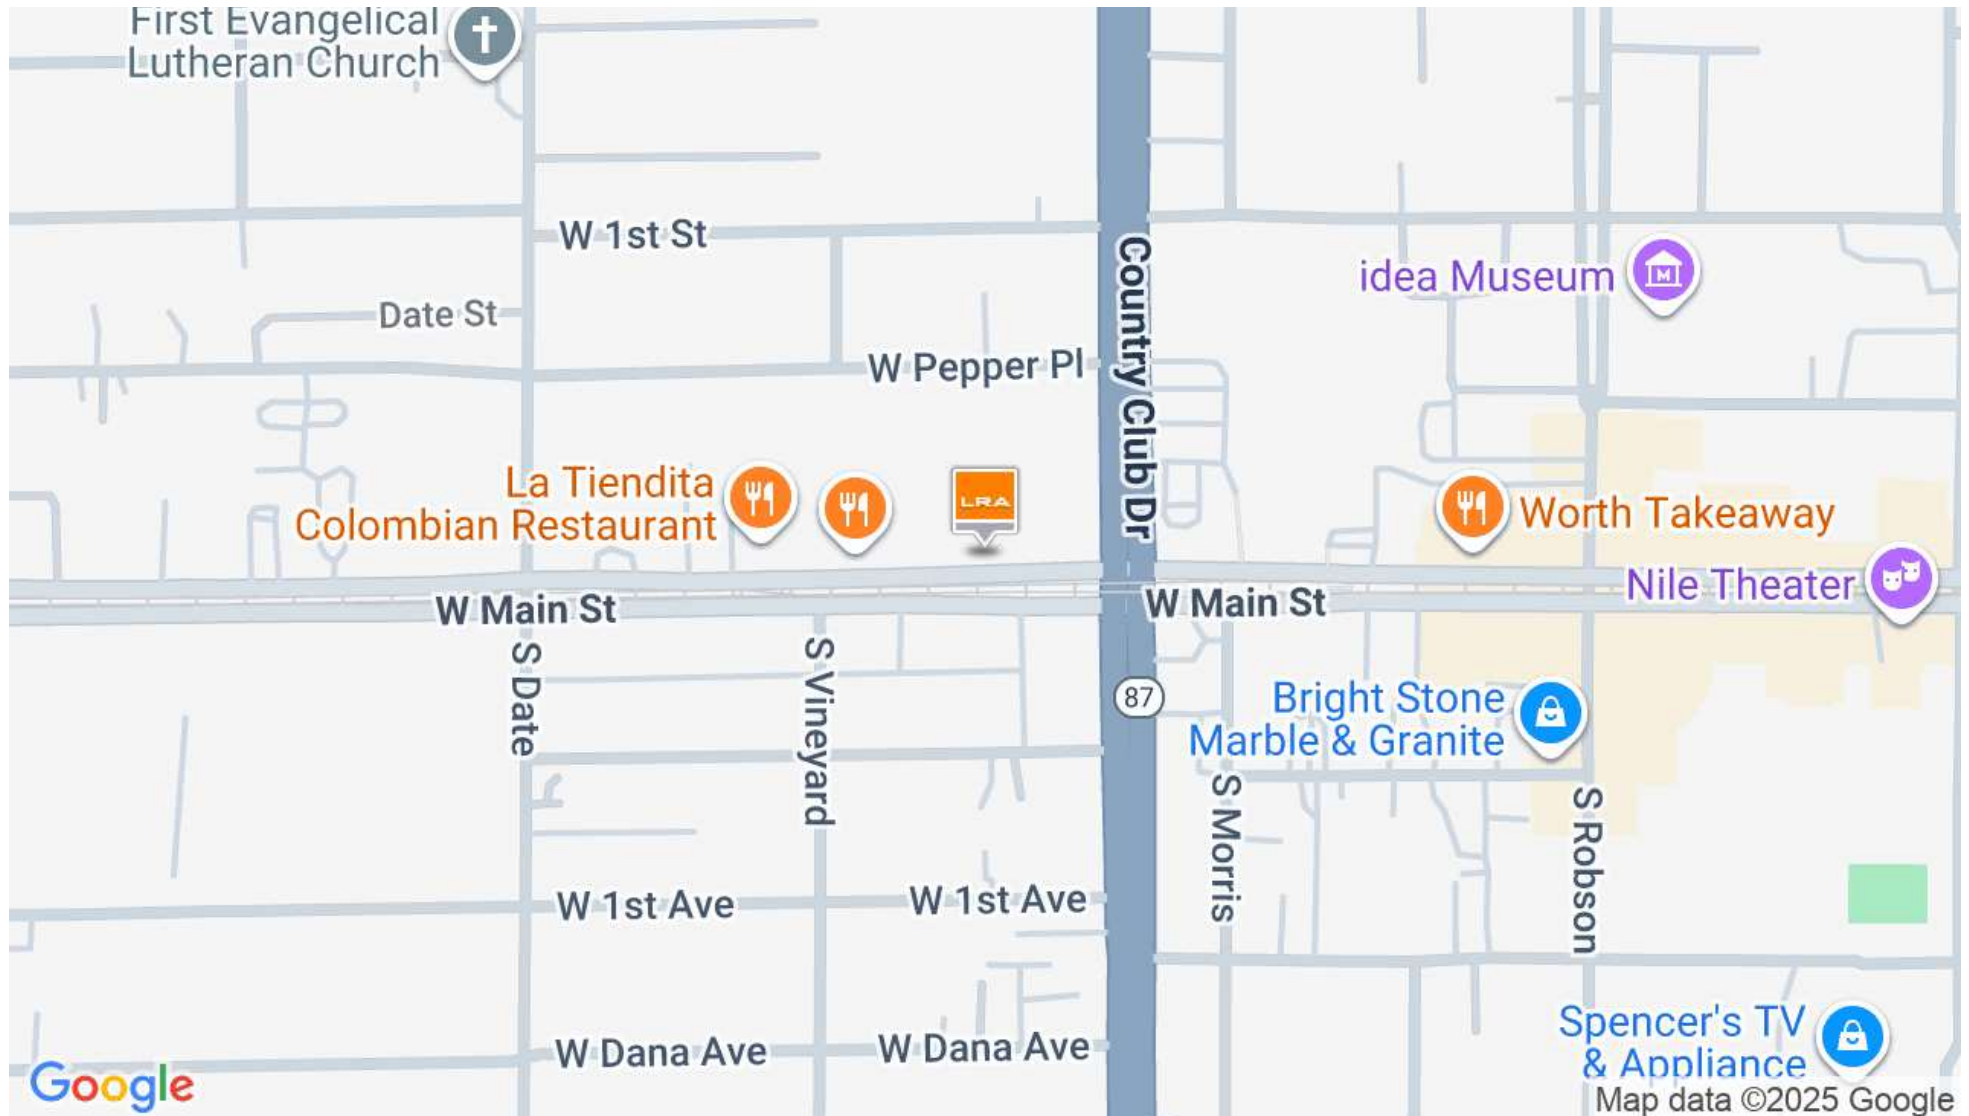 First Evangelical
Lutheran Church
W 1st St
Country Club Dr
idea Museum
Date St
W Pepper Pl
La Tiendita
Colombian Restaurant
LRA
Worth Takeaway
Nile Theater
W Main St
W Main St
S Date
S Vineyard
87
Bright Stone
Marble & Granite
S Morris
S Robson
W 1st Ave
W 1st Ave
W Dana Ave
W Dana Ave
Spencer's TV
& Appliance
Google
Map data ©2025 Google